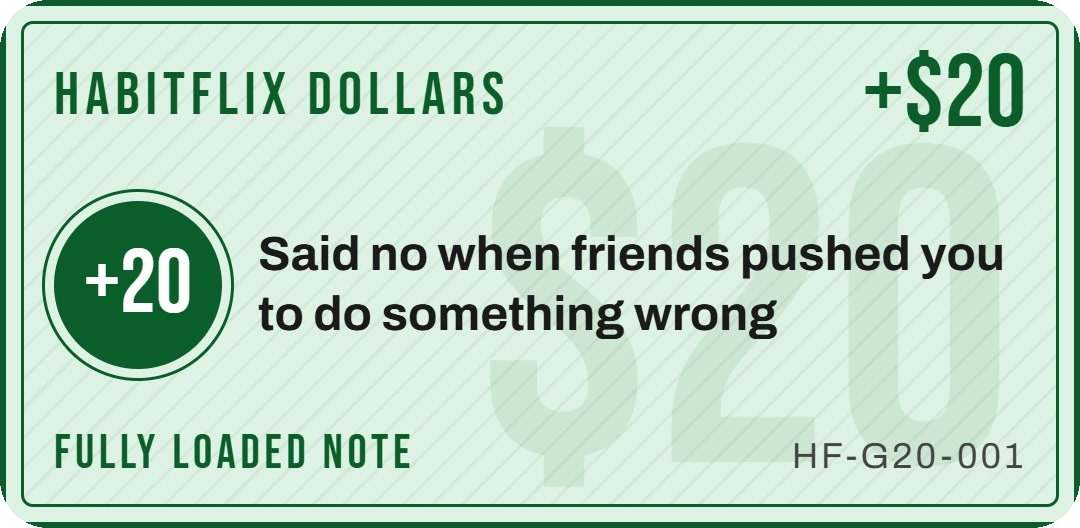 HABITFLIX DOLLARS
+$20
$20
+20
Said no when friends pushed you
to do something wrong
FULLY LOADED NOTE
HF-G20-001